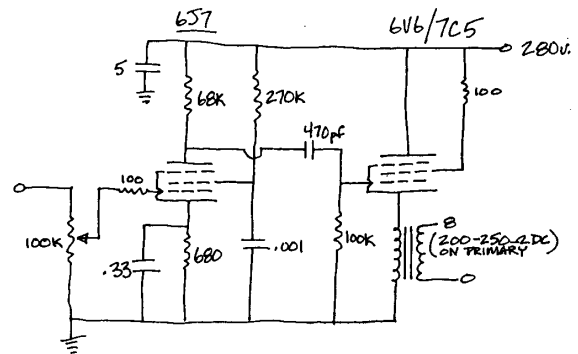 6J7
6V6/7C5
280v.
5
68K
270K
100
470pf
100
100K
.33
680
.001
100K
8
(200-250-Ω DC
ON PRIMARY)
0